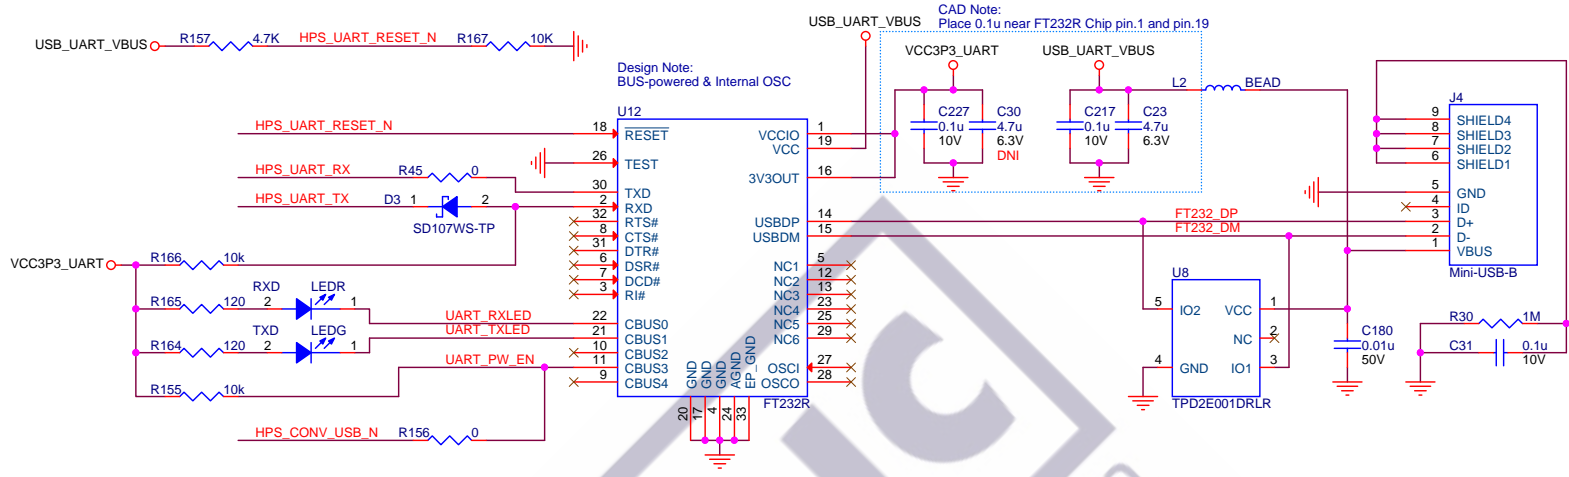 CAD Note:
Place 0.1u near FT232R Chip pin.1 and pin.19
USB_UART_VBUS
USB_UART_VBUS R157 4.7K HPS_UART_RESET_N R167 10K
VCC3P3_UART USB_UART_VBUS
Design Note:
BUS-powered & Internal OSC
L2 BEAD
C227 0.1u 10V
C30 4.7u 6.3V DNI
C217 0.1u 10V
C23 4.7u 6.3V
U12
HPS_UART_RESET_N 18 RESET
26 TEST
HPS_UART_RX R45 0 30 TXD
HPS_UART_TX D3 1 2 2 RXD
SD107WS-TP
32 RTS#
8 CTS#
31 DTR#
6 DSR#
7 DCD#
3 RI#
VCC3P3_UART R166 10k
R165 120 RXD 2 LEDR 1 UART_RXLED 22 CBUS0
R164 120 TXD 2 LEDG 1 UART_TXLED 21 CBUS1
10 CBUS2
UART_PW_EN 11 CBUS3
9 CBUS4
R155 10k
HPS_CONV_USB_N R156 0
VCCIO 1
VCC 19
3V3OUT 16
USBDP 14
USBDM 15
NC1 5
NC2 12
NC3 13
NC4 23
NC5 25
NC6 29
OSCI 27
OSCO 28
GND 20
GND 17
GND 4
AGND 24
EP_GND 33
FT232R
FT232_DP
FT232_DM
U8
5 IO2 VCC 1
NC 2
4 GND IO1 3
TPD2E001DRLR
C180
0.01u
50V
J4
9 SHIELD4
8 SHIELD3
7 SHIELD2
6 SHIELD1
5 GND
4 ID
3 D+
2 D-
1 VBUS
Mini-USB-B
R30 1M
C31 0.1u
10V
IC